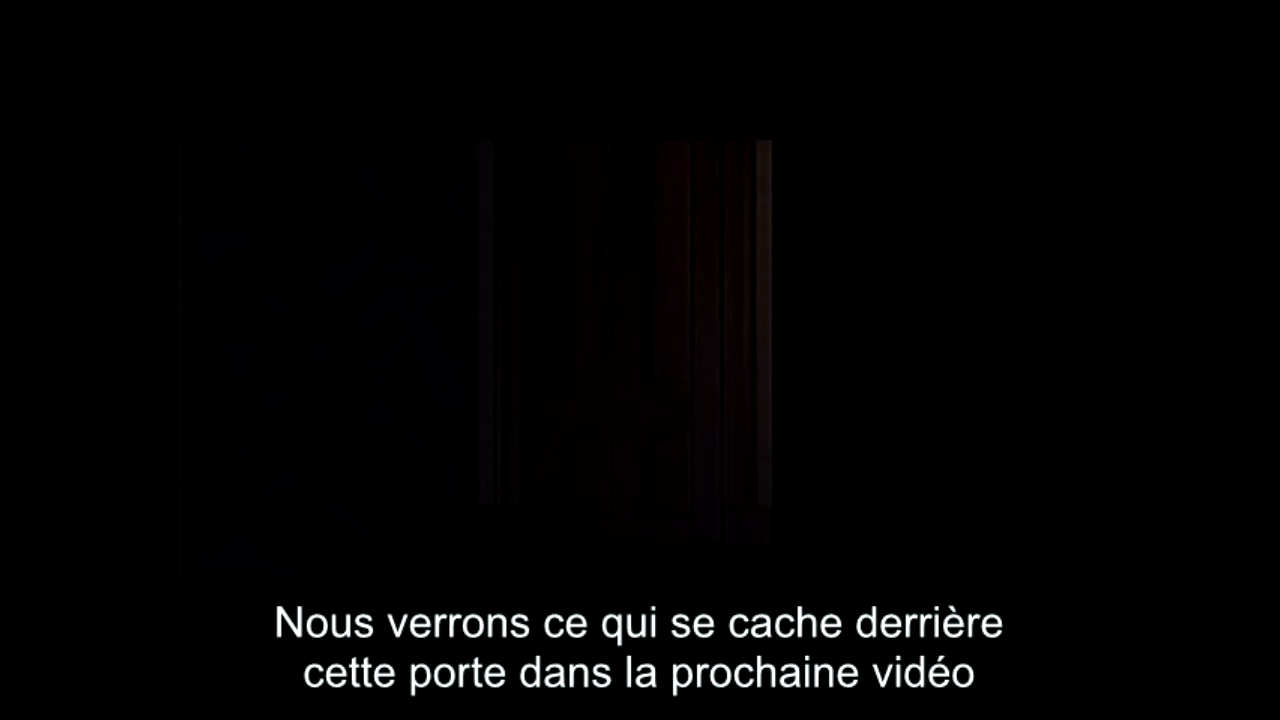 Nous verrons ce qui se cache derrière
cette porte dans la prochaine vidéo